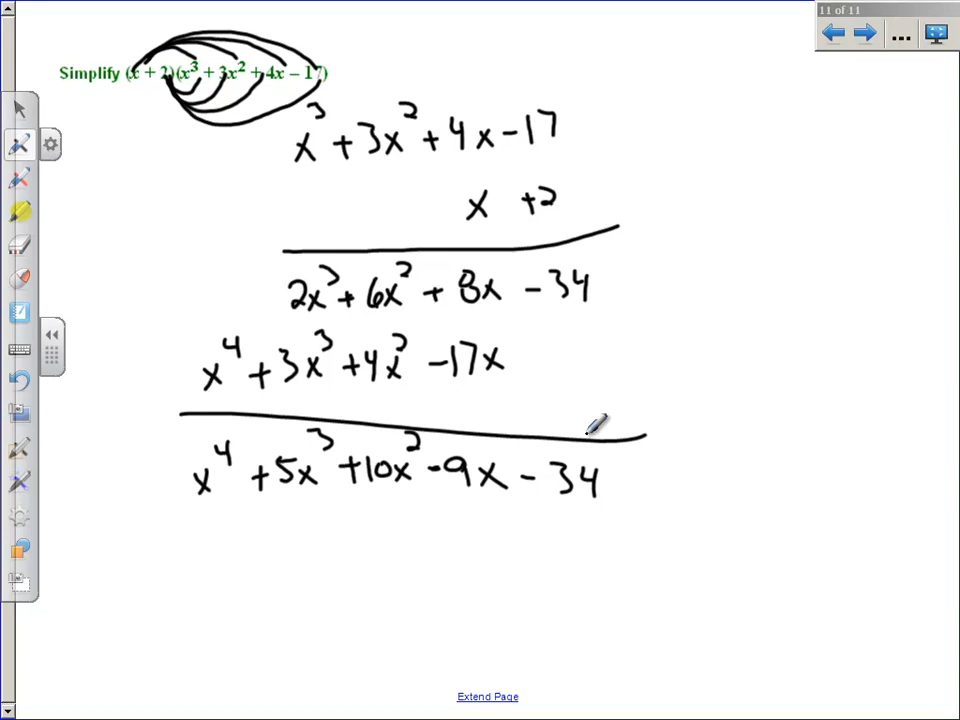 11 of 11
Simplify (x + 2)(x³ + 3x² + 4x – 17)
x³ + 3x² + 4x - 17
x + 2
2x³ + 6x² + 8x - 34
x⁴ + 3x³ + 4x² - 17x
x⁴ + 5x³ + 10x² - 9x - 34
Extend Page